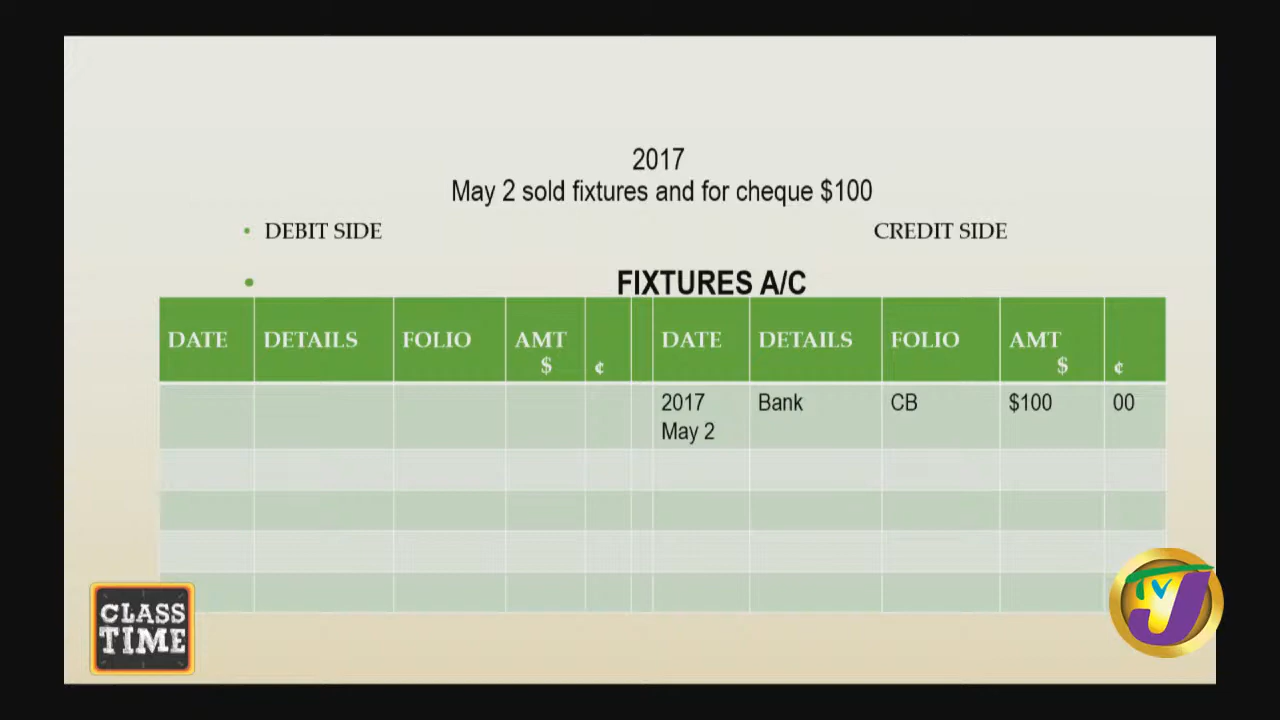 2017
May 2 sold fixtures and for cheque $100
• DEBIT SIDE CREDIT SIDE
• FIXTURES A/C
DATE DETAILS FOLIO AMT $ ¢ DATE DETAILS FOLIO AMT $ ¢
2017 May 2 Bank CB $100 00
CLASS
TIME
TVJ